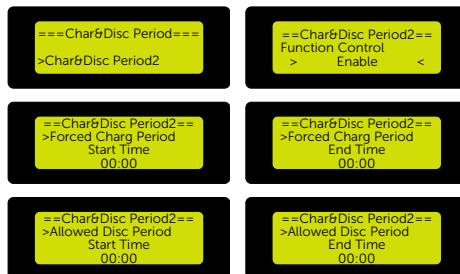 ===Char&Disc Period===
>Char&Disc Period2
==Char&Disc Period2==
Function Control
> Enable <
==Char&Disc Period2==
>Forced Charg Period
Start Time
00:00
==Char&Disc Period2==
>Forced Charg Period
End Time
00:00
==Char&Disc Period2==
>Allowed Disc Period
Start Time
00:00
==Char&Disc Period2==
>Allowed Disc Period
End Time
00:00